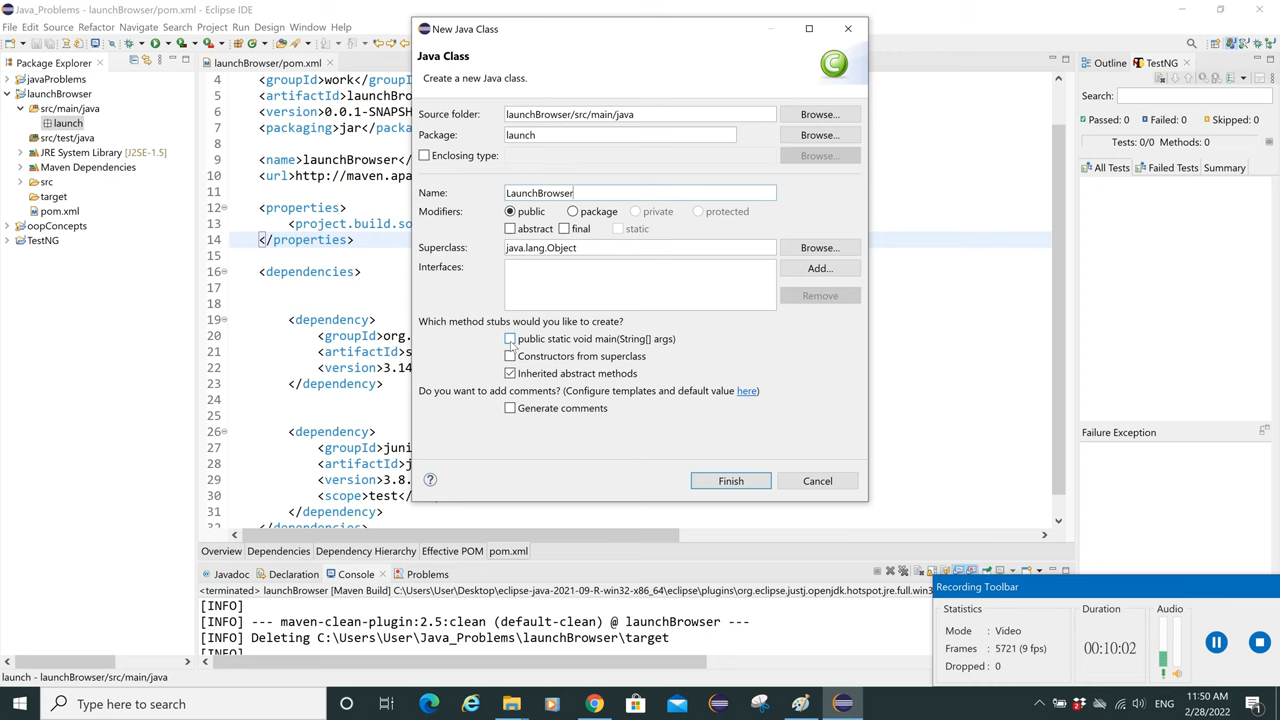 Java_Problems - launchBrowser/pom.xml - Eclipse IDE
File Edit Source Refactor Navigate Search Project Run Design Window Help
Package Explorer
javaProblems
launchBrowser
src/main/java
launch
src/test/java
JRE System Library [J2SE-1.5]
Maven Dependencies
src
target
pom.xml
oopConcepts
TestNG
launchBrowser/pom.xml
4 <groupId>work</groupId
5 <artifactId>launchBro
6 <version>0.0.1-SNAPSH
7 <packaging>jar</packa
8
9 <name>launchBrowser</
10 <url>http://maven.apa
11
12 <properties>
13 <project.build.so
14 </properties>
15
16 <dependencies>
17
18
19 <dependency>
20 <groupId>org.
21 <artifactId>s
22 <version>3.14
23 </dependency>
24
25
26 <dependency>
27 <groupId>juni
28 <artifactId>j
29 <version>3.8.
30 <scope>test</
31 </dependency>
32 </dependencies>
Overview Dependencies Dependency Hierarchy Effective POM pom.xml
New Java Class
Java Class
Create a new Java class.
Source folder: launchBrowser/src/main/java Browse...
Package: launch Browse...
Enclosing type: Browse...
Name: LaunchBrowser
Modifiers: public package private protected
abstract final static
Superclass: java.lang.Object Browse...
Interfaces: Add...
Remove
Which method stubs would you like to create?
public static void main(String[] args)
Constructors from superclass
Inherited abstract methods
Do you want to add comments? (Configure templates and default value here)
Generate comments
Finish Cancel
Outline TestNG
Search:
Passed: 0 Failed: 0 Skipped: 0
Tests: 0/0 Methods: 0
All Tests Failed Tests Summary
Failure Exception
Javadoc Declaration Console Problems
<terminated> launchBrowser [Maven Build] C:\Users\User\Desktop\eclipse-java-2021-09-R-win32-x86_64\eclipse\plugins\org.eclipse.justj.openjdk.hotspot.jre.full.win3
[INFO]
[INFO] --- maven-clean-plugin:2.5:clean (default-clean) @ launchBrowser ---
[INFO] Deleting C:\Users\User\Java_Problems\launchBrowser\target
[INFO]
launch - launchBrowser/src/main/java
Recording Toolbar
Statistics Duration Audio
Mode : Video
Frames : 5721 (9 fps)
Dropped : 0
00:10:02
Type here to search
ENG
11:50 AM
2/28/2022